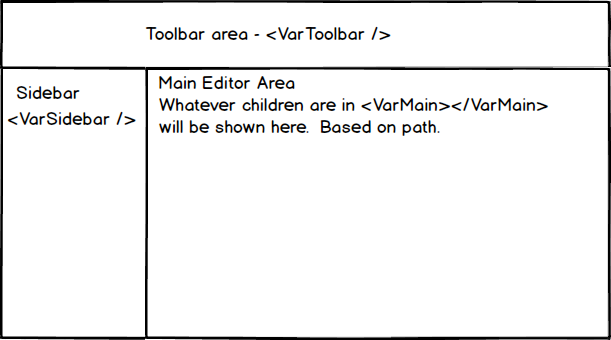 Toolbar area - <VarToolbar />
Sidebar
<VarSidebar />
Main Editor Area
Whatever children are in <VarMain></VarMain>
will be shown here. Based on path.